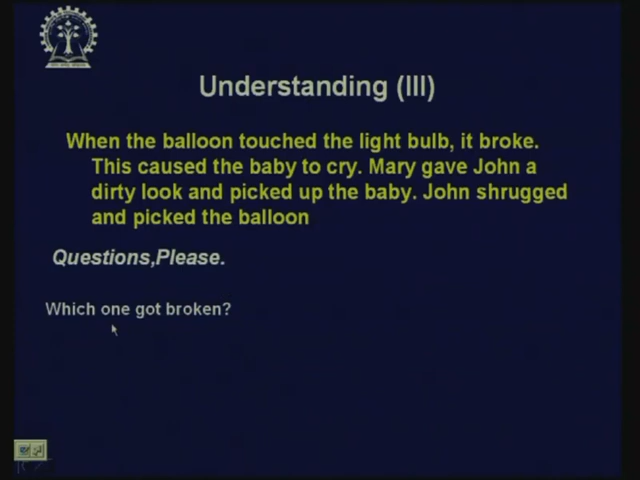 Understanding (III)
When the balloon touched the light bulb, it broke.
This caused the baby to cry. Mary gave John a
dirty look and picked up the baby. John shrugged
and picked the balloon
Questions,Please.
Which one got broken?